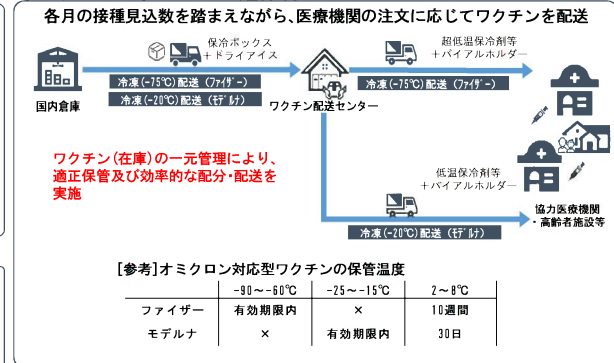 各月の接種見込数を踏まえながら、医療機関の注文に応じてワクチンを配送
保冷ボックス
＋ドライアイス
超低温保冷剤等
＋バイアルホルダー
冷凍(-75℃)配送(ファイザー)
冷凍(-75℃)配送(ファイザー)
冷凍(-20℃)配送(モデルナ)
国内倉庫
ワクチン配送センター
ワクチン(在庫)の一元管理により、
適正保管及び効率的な配分・配送を
実施
低温保冷剤等
＋バイアルホルダー
冷凍(-20℃)配送(モデルナ)
協力医療機関
・高齢者施設等
[参考]オミクロン対応型ワクチンの保管温度
-90～-60℃ -25～-15℃ 2～8℃
ファイザー 有効期限内 × 10週間
モデルナ × 有効期限内 30日